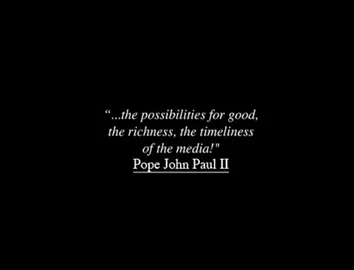 “...the possibilities for good,
the richness, the timeliness
of the media!"
Pope John Paul II